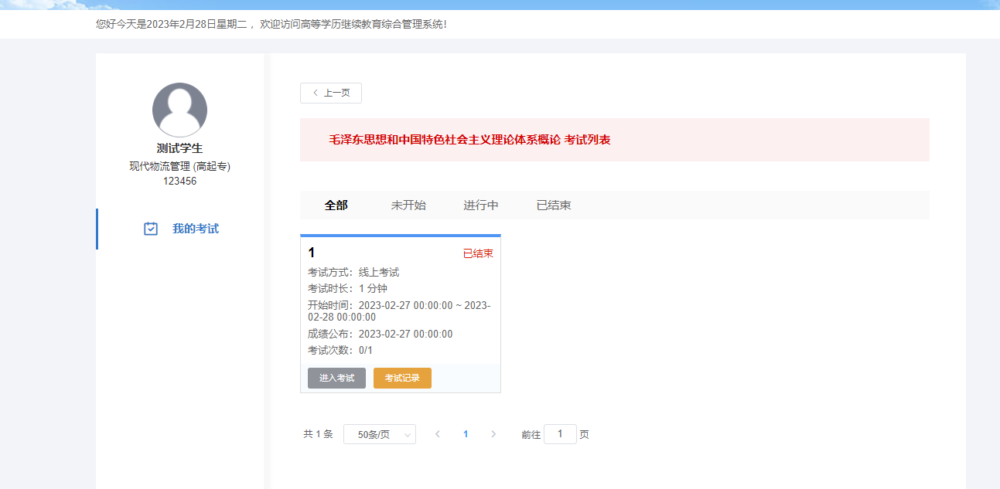 您好今天是2023年2月28日星期二， 欢迎访问高等学历继续教育综合管理系统！
测试学生
现代物流管理 (高起专)
123456
我的考试
上一页
毛泽东思想和中国特色社会主义理论体系概论 考试列表
全部 未开始 进行中 已结束
1 已结束
考试方式：线上考试
考试时长：1 分钟
开始时间：2023-02-27 00:00:00 ~ 2023-
02-28 00:00:00
成绩公布：2023-02-27 00:00:00
考试次数：0/1
进入考试 考试记录
共 1 条 50条/页 1 前往 1 页